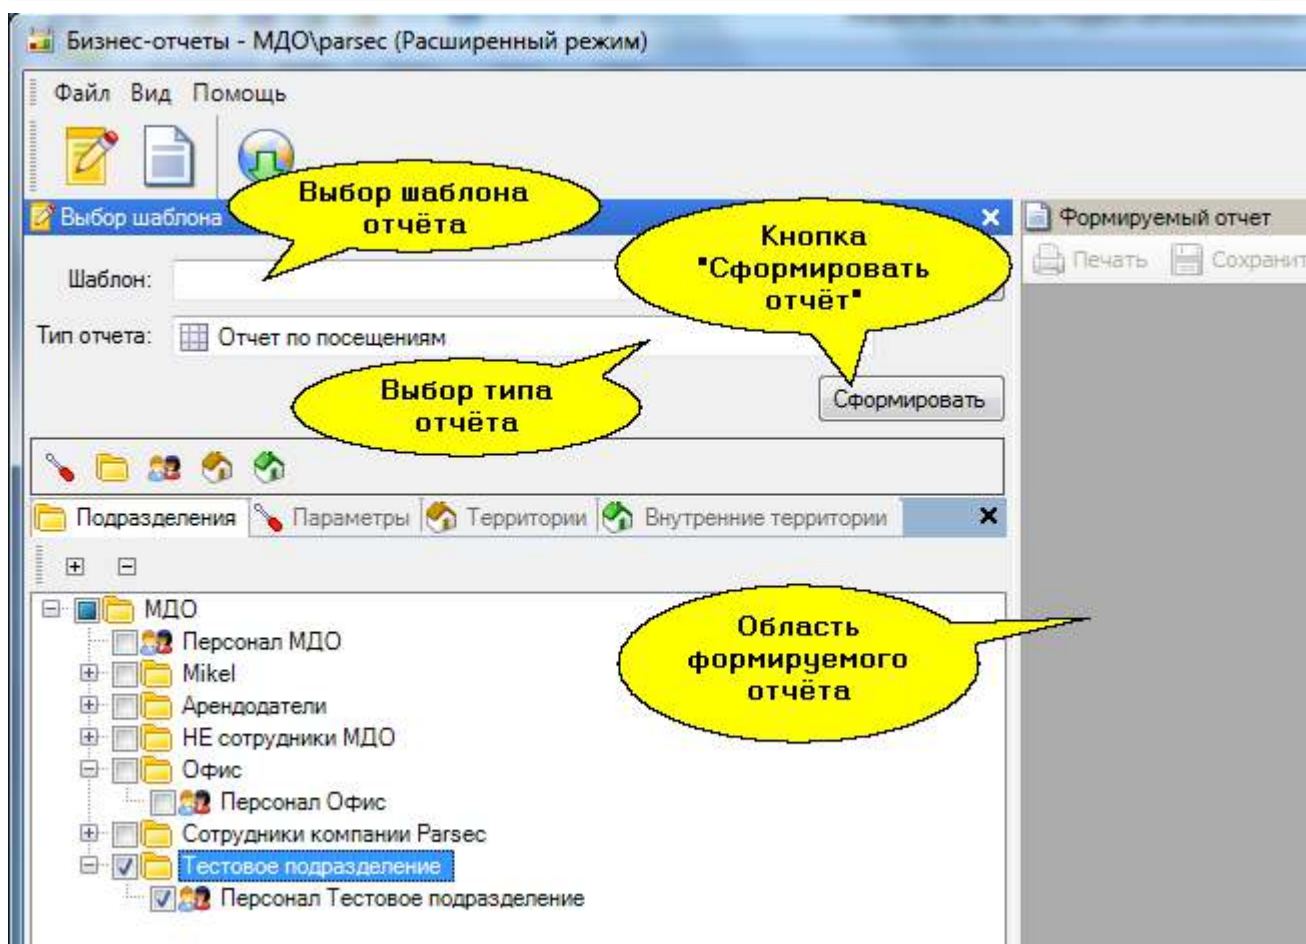 Бизнес-отчеты - МДО\parsec (Расширенный режим)
Файл Вид Помощь
Выбор шаблона
отчёта
Выбор шаблона
Формируемый отчет
Кнопка
"Сформировать
отчёт"
Печать Сохранит
Шаблон:
Тип отчета: Отчет по посещениям
Выбор типа
отчёта
Сформировать
Подразделения Параметры Территории Внутренние территории
МДО
Персонал МДО
Mikel
Арендодатели
НЕ сотрудники МДО
Офис
Персонал Офис
Сотрудники компании Parsec
Тестовое подразделение
Персонал Тестовое подразделение
Область
формируемого
отчёта